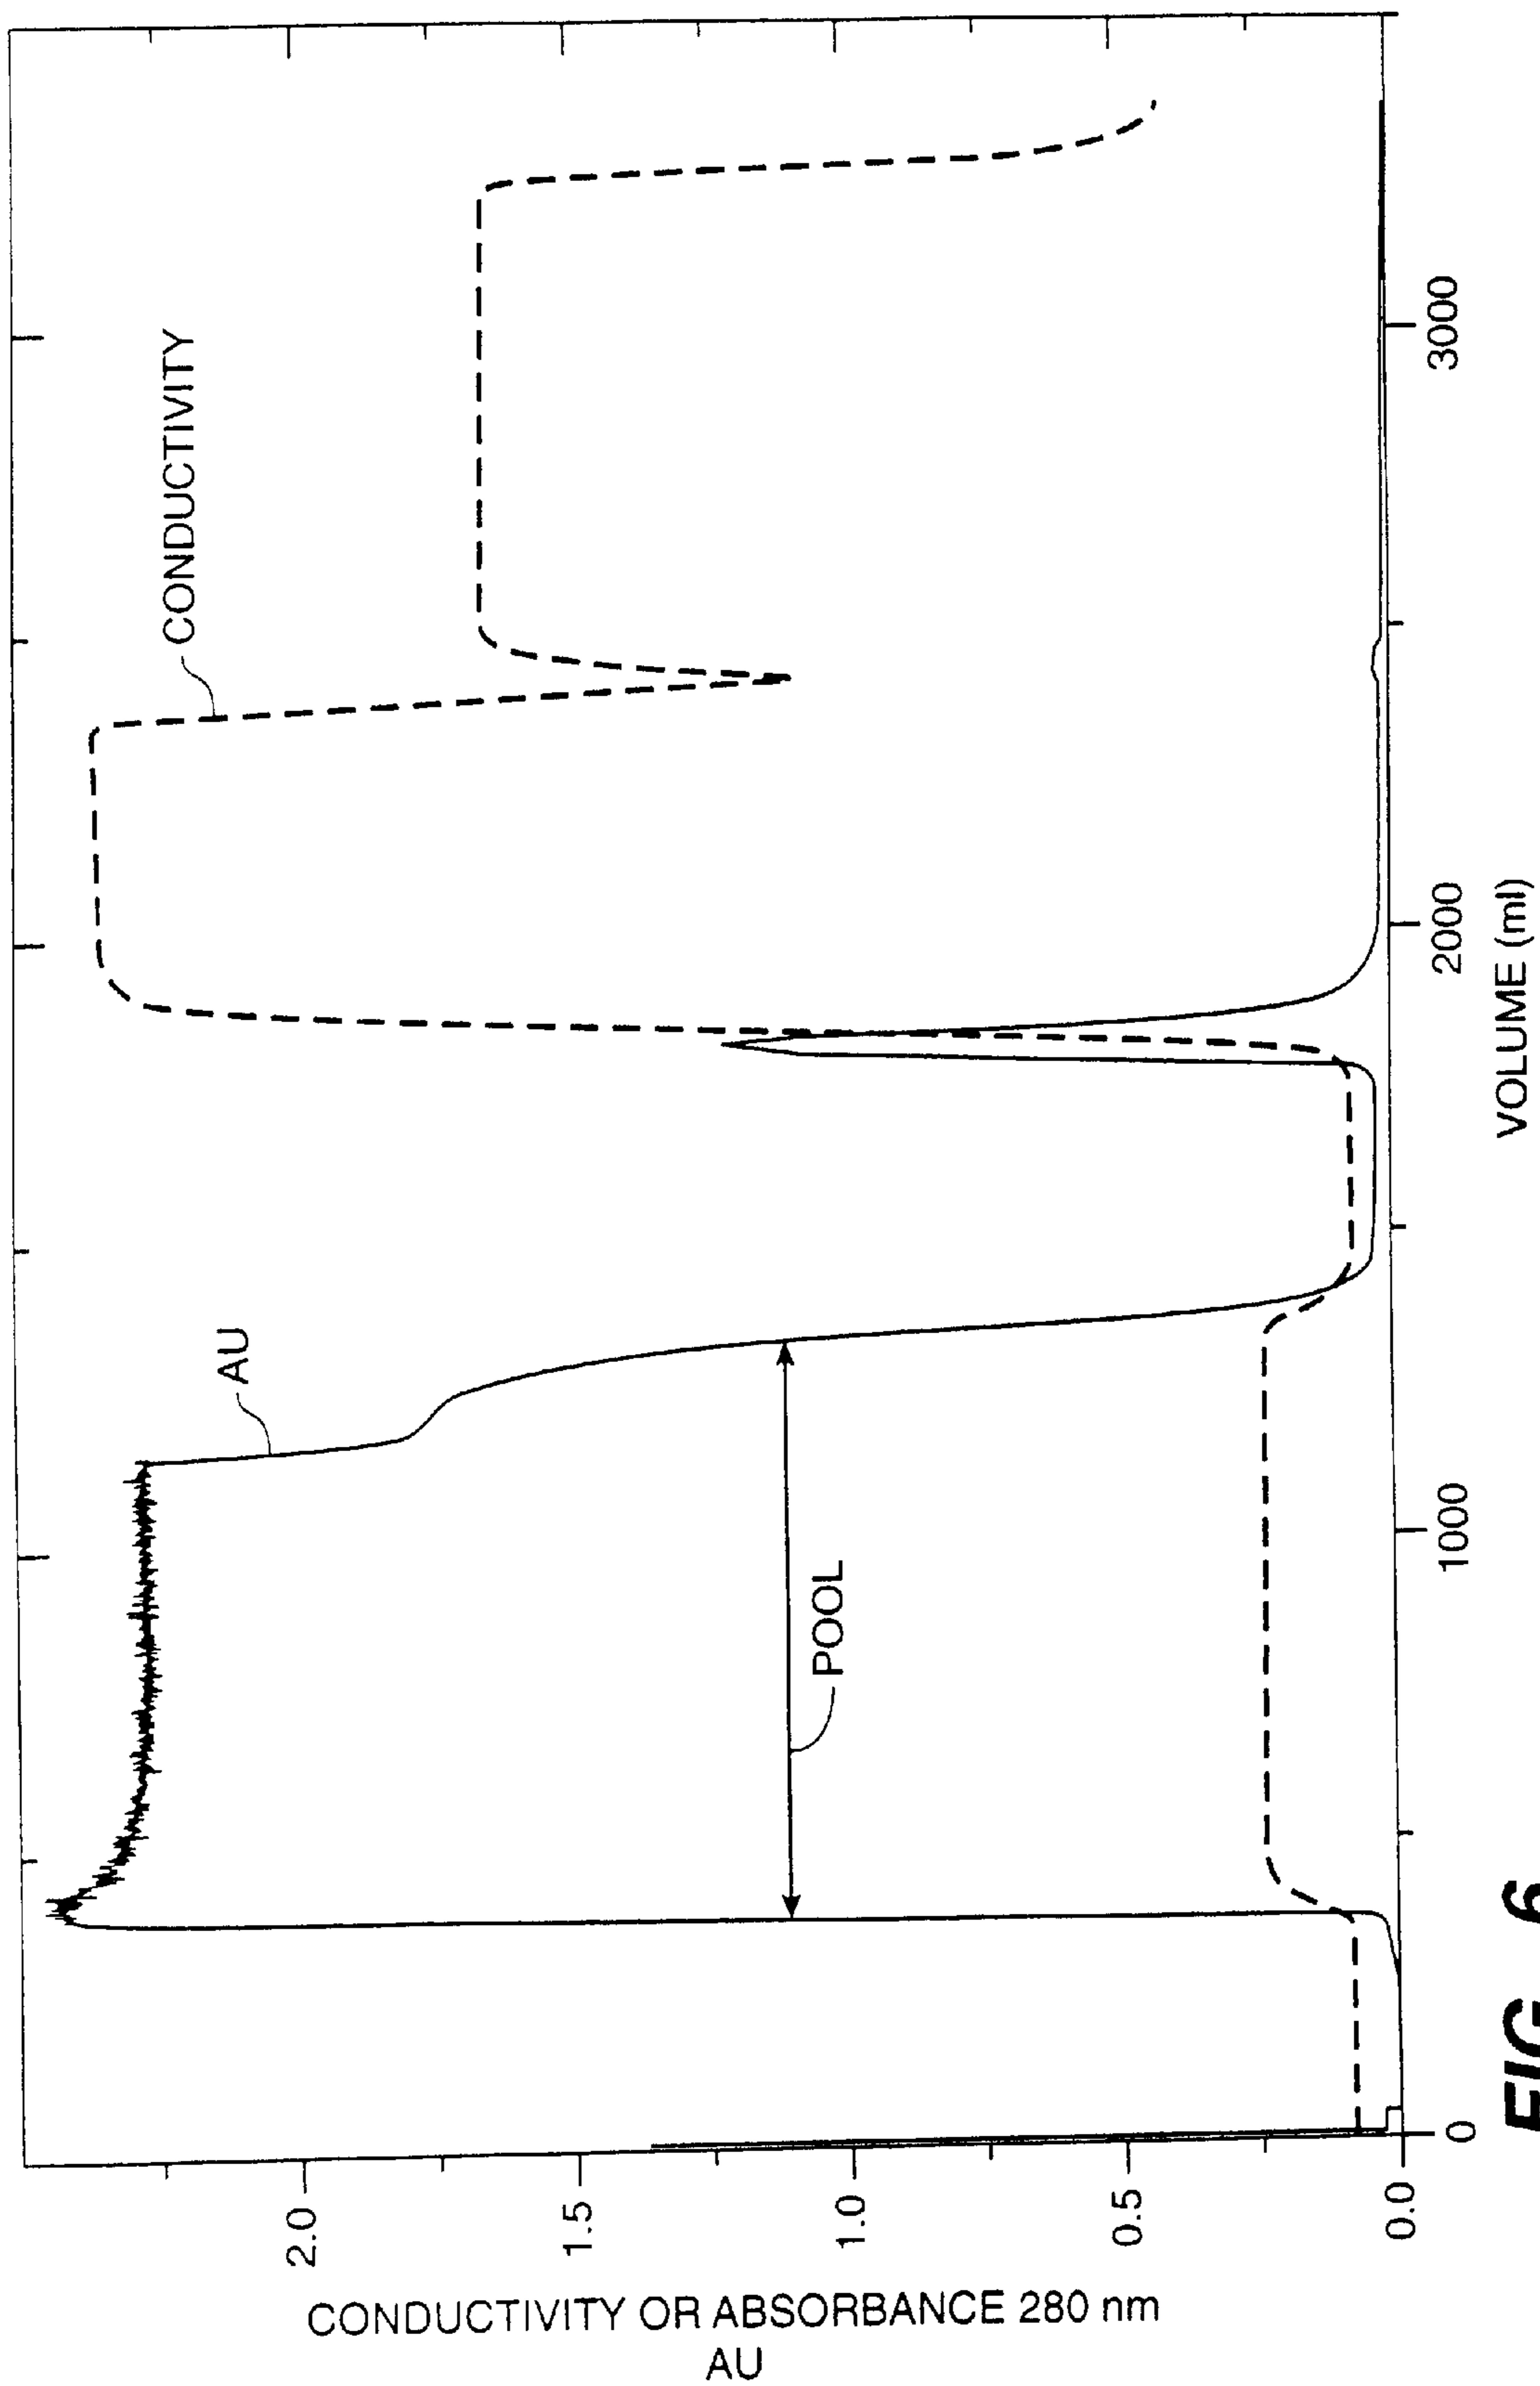 CONDUCTIVITY OR ABSORBANCE 280 nm
AU
2.0
1.5
1.0
0.5
0.0
AU
CONDUCTIVITY
POOL
0
1000
2000
3000
VOLUME (ml)
FIG._6